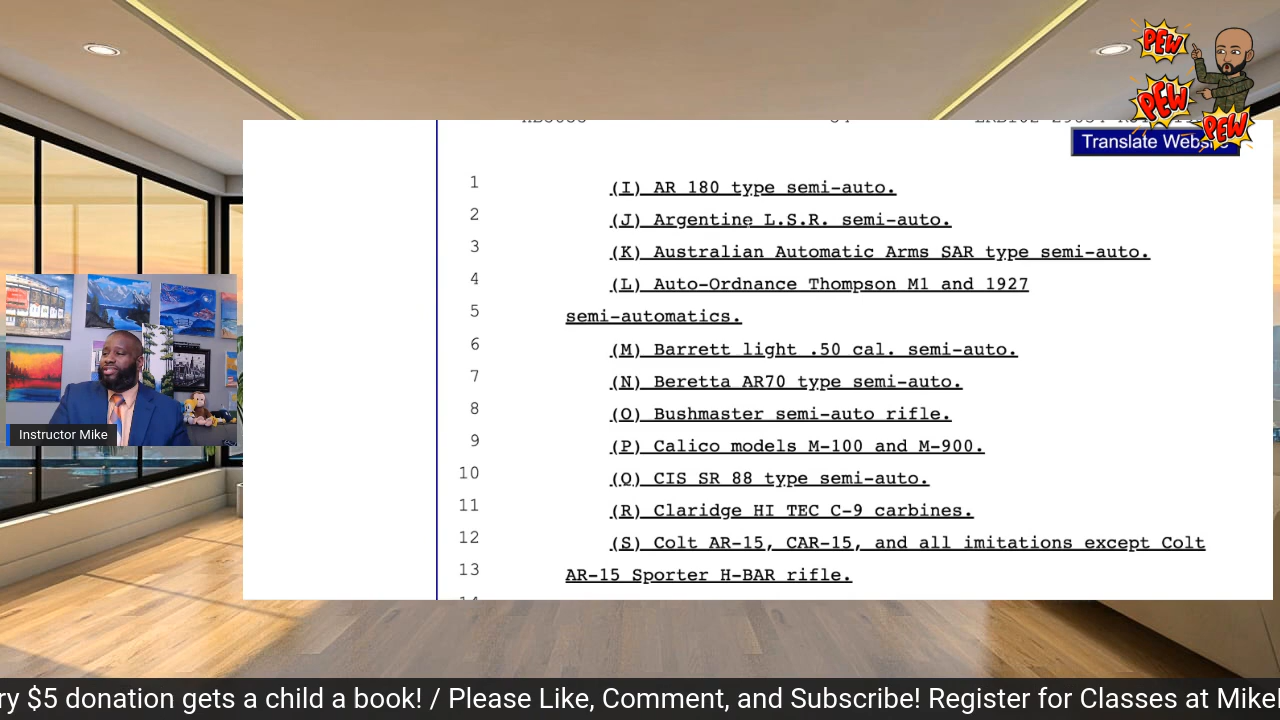 PEW
PEW
PEW
Translate Website
1 (I) AR 180 type semi-auto.
2 (J) Argentine L.S.R. semi-auto.
3 (K) Australian Automatic Arms SAR type semi-auto.
4 (L) Auto-Ordnance Thompson M1 and 1927
5 semi-automatics.
6 (M) Barrett light .50 cal. semi-auto.
7 (N) Beretta AR70 type semi-auto.
8 (O) Bushmaster semi-auto rifle.
9 (P) Calico models M-100 and M-900.
10 (Q) CIS SR 88 type semi-auto.
11 (R) Claridge HI TEC C-9 carbines.
12 (S) Colt AR-15, CAR-15, and all imitations except Colt
13 AR-15 Sporter H-BAR rifle.
Instructor Mike
ry $5 donation gets a child a book! / Please Like, Comment, and Subscribe! Register for Classes at Mike